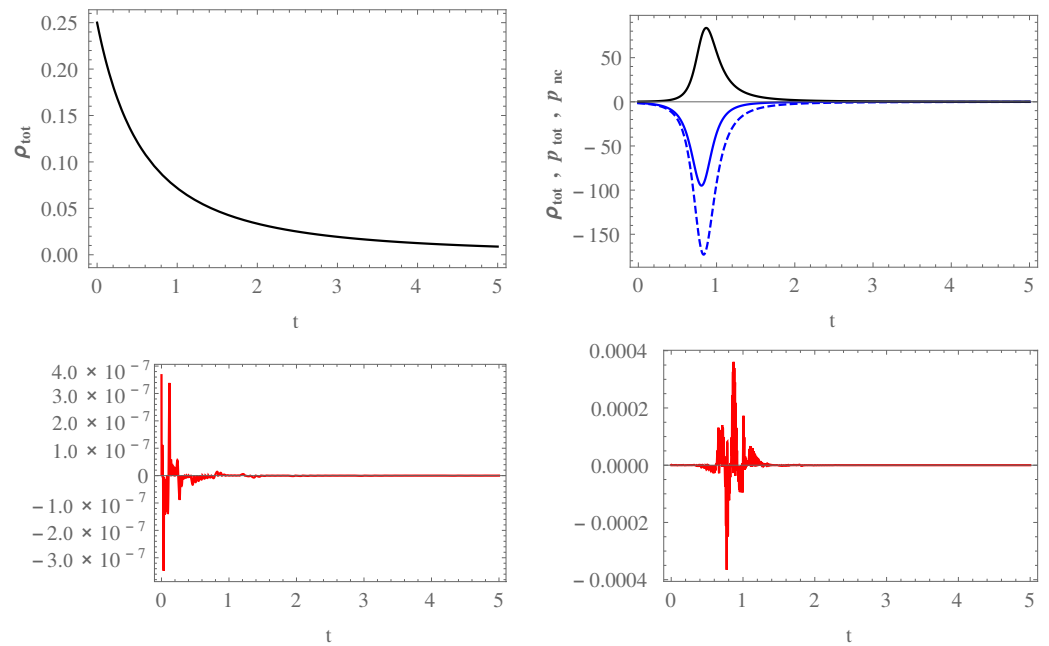 0.25
0.20
0.15
0.10
0.05
0.00
ρtot
0 1 2 3 4 5
t
50
0
−50
−100
−150
ρtot , ptot , pnc
0 1 2 3 4 5
t
4.0 × 10⁻⁷
3.0 × 10⁻⁷
2.0 × 10⁻⁷
1.0 × 10⁻⁷
0
−1.0 × 10⁻⁷
−2.0 × 10⁻⁷
−3.0 × 10⁻⁷
0 1 2 3 4 5
t
0.0004
0.0002
0.0000
−0.0002
−0.0004
0 1 2 3 4 5
t